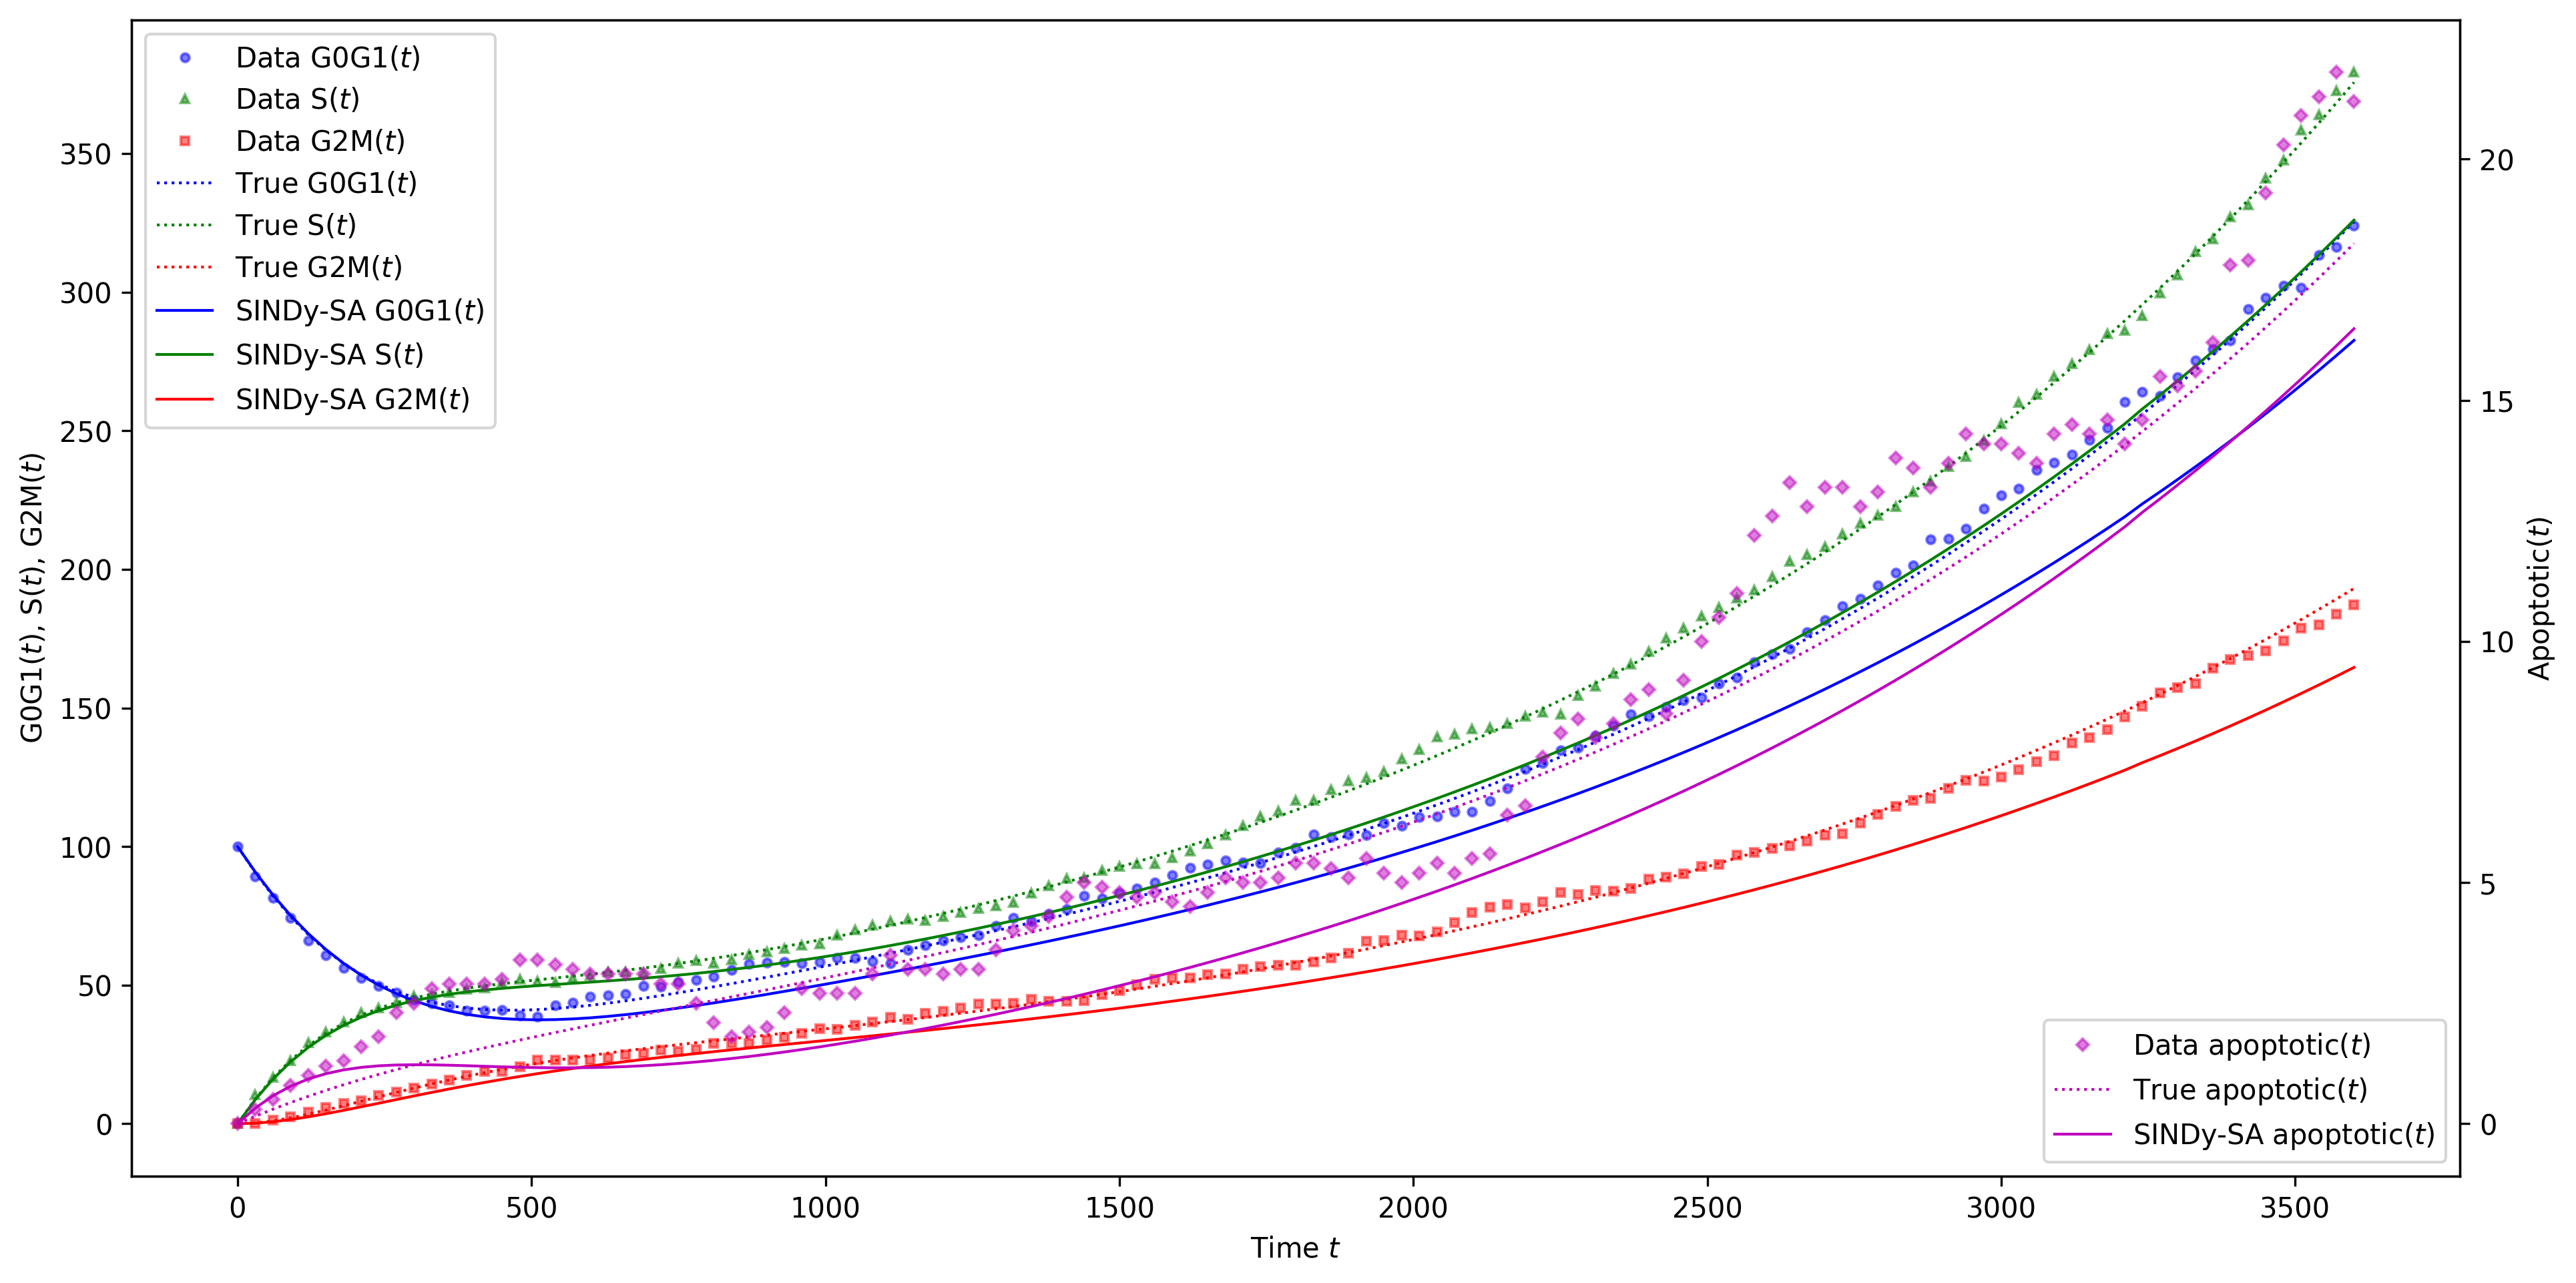 Data G0G1(t)
Data S(t)
Data G2M(t)
True G0G1(t)
True S(t)
True G2M(t)
SINDy-SA G0G1(t)
SINDy-SA S(t)
SINDy-SA G2M(t)
350
300
250
200
150
100
50
0
G0G1(t), S(t), G2M(t)
20
15
10
5
0
Apoptotic(t)
Data apoptotic(t)
True apoptotic(t)
SINDy-SA apoptotic(t)
0 500 1000 1500 2000 2500 3000 3500
Time t